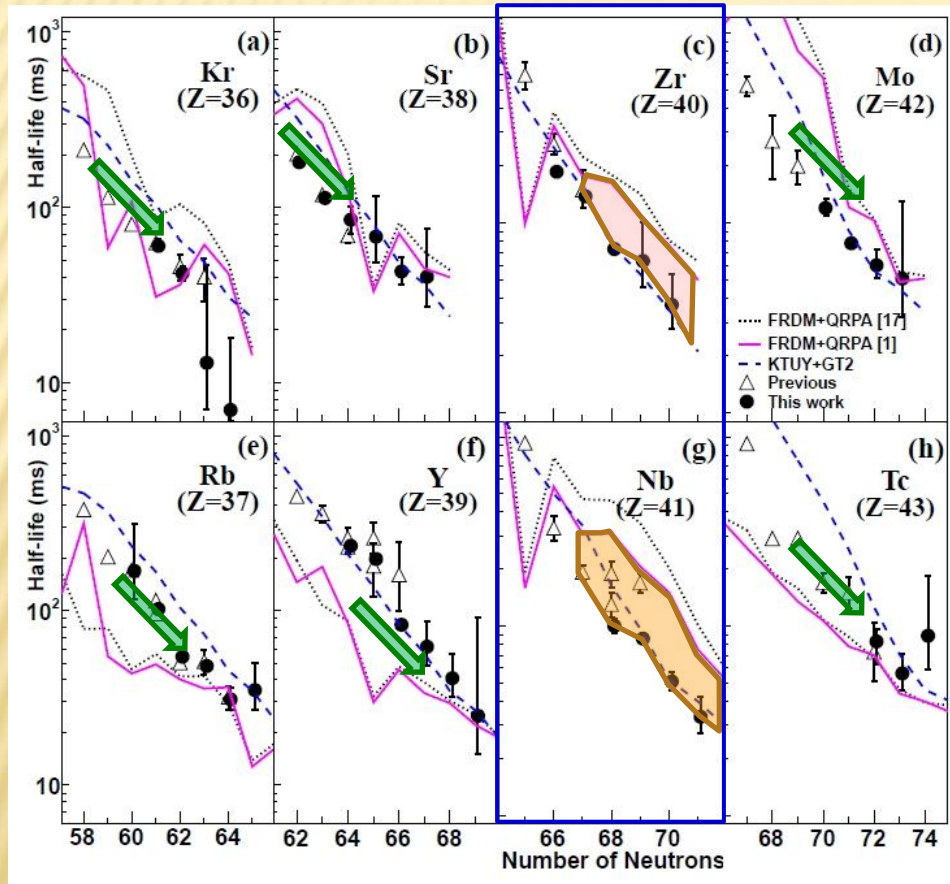 Half-life (ms)
10³
10²
10
(a)
Kr
(Z=36)
(b)
Sr
(Z=38)
(c)
Zr
(Z=40)
(d)
Mo
(Z=42)
FRDM+QRPA [17]
FRDM+QRPA [1]
KTUY+GT2
Previous
This work
Half-life (ms)
10³
10²
10
(e)
Rb
(Z=37)
(f)
Y
(Z=39)
(g)
Nb
(Z=41)
(h)
Tc
(Z=43)
58 60 62 64 62 64 66 68 66 68 70 68 70 72 74
Number of Neutrons